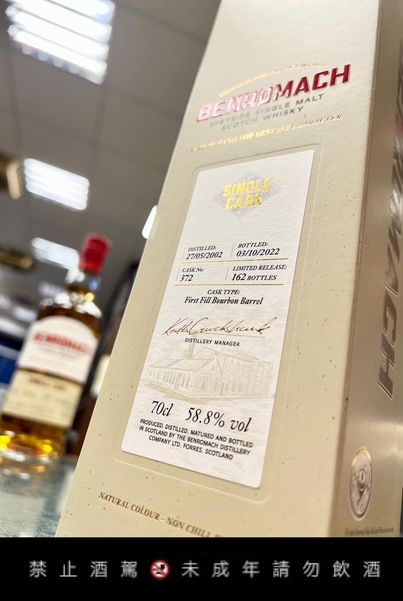 BENROMACH
SPEYSIDE SINGLE MALT
SCOTCH WHISKY
SINGLE
CASK
DISTILLED: BOTTLED:
27/05/2002 03/10/2022
CASK No: LIMITED RELEASE:
372 162 BOTTLES
CASK TYPE:
First Fill Bourbon Barrel
Keith Cruickshank
DISTILLERY MANAGER
70cl 58.8% vol
PRODUCED, DISTILLED, MATURED AND BOTTLED
IN SCOTLAND BY THE BENROMACH DISTILLERY
COMPANY LTD. FORRES, SCOTLAND
NATURAL COLOUR - NON CHILL
BENROMACH
禁止酒駕 未成年請勿飲酒